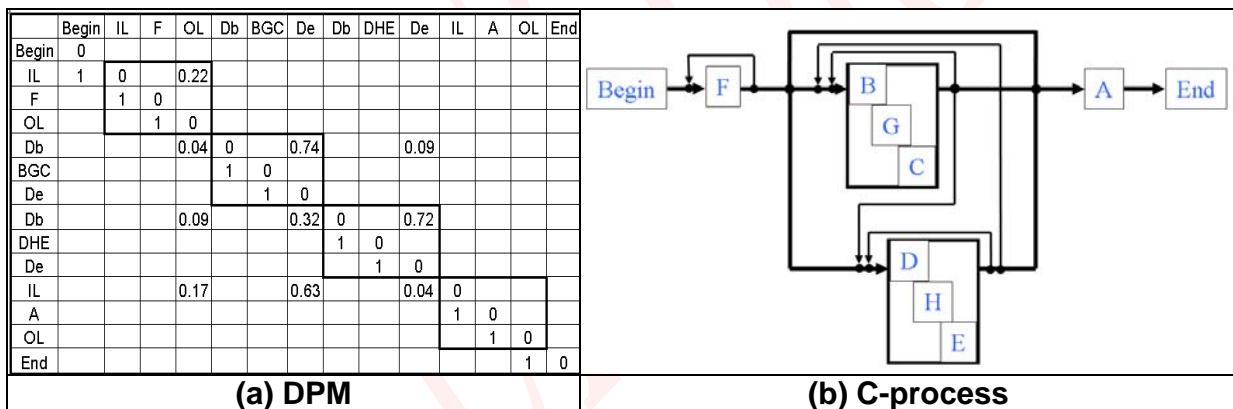 Begin IL F OL Db BGC De Db DHE De IL A OL End
Begin 0
IL 1 0 0.22
F 1 0
OL 1 0
Db 0.04 0 0.74 0.09
BGC 1 0
De 1 0
Db 0.09 0.32 0 0.72
DHE 1 0
De 1 0
IL 0.17 0.63 0.04 0
A 1 0
OL 1 0
End 1 0
(a) DPM
Begin F B A End
G
C
D
H
E
(b) C-process